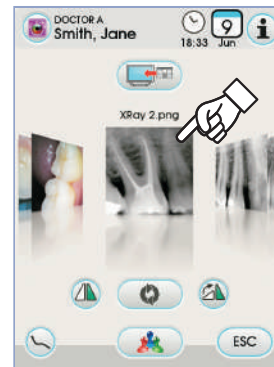 DOCTOR A
Smith, Jane
18:33
9
Jun
i
XRay 2.png
ESC